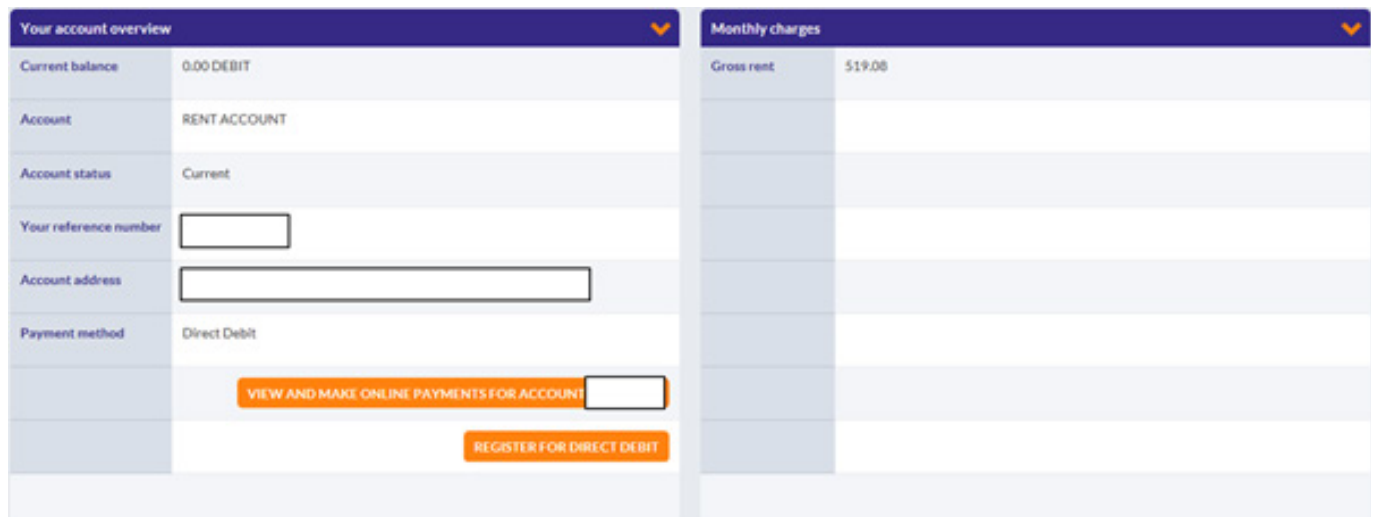 Your account overview
Current balance 0.00 DEBIT
Account RENT ACCOUNT
Account status Current
Your reference number
Account address
Payment method Direct Debit
VIEW AND MAKE ONLINE PAYMENTS FOR ACCOUNT
REGISTER FOR DIRECT DEBIT
Monthly charges
Gross rent 519.08